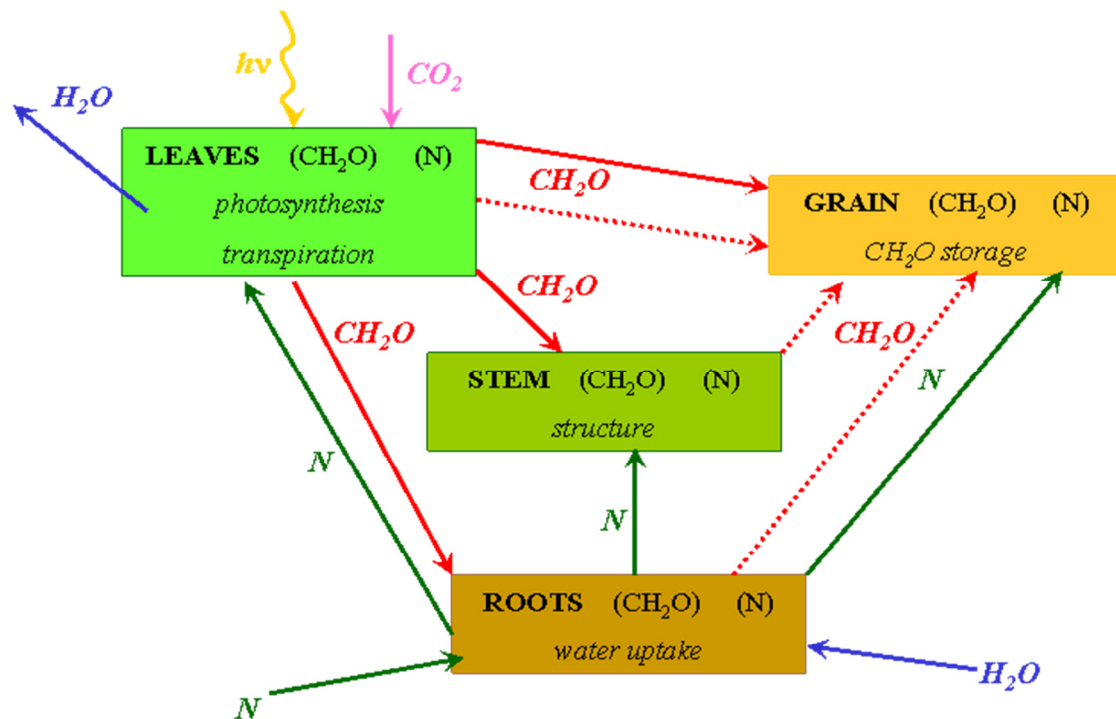 hν
CO₂
H₂O
LEAVES (CH₂O) (N)
photosynthesis
transpiration
CH₂O
GRAIN (CH₂O) (N)
CH₂O storage
CH₂O
CH₂O
CH₂O
N
STEM (CH₂O) (N)
structure
N
N
ROOTS (CH₂O) (N)
water uptake
N
H₂O